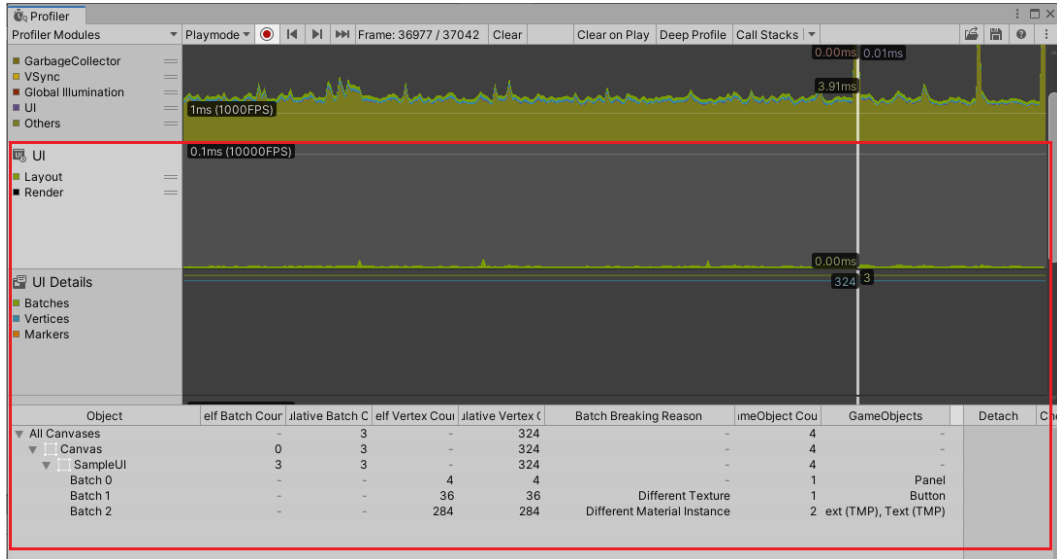 Profiler
Profiler Modules Playmode Frame: 36977 / 37042 Clear Clear on Play Deep Profile Call Stacks
0.00ms 0.01ms
GarbageCollector
VSync
Global Illumination
UI
Others
3.91ms
1ms (1000FPS)
UI
0.1ms (10000FPS)
Layout
Render
0.00ms
UI Details
324 3
Batches
Vertices
Markers
Object elf Batch Cour ulative Batch C elf Vertex Cour ulative Vertex ( Batch Breaking Reason meObject Cou GameObjects Detach
All Canvases - 3 - 324 - 4 -
Canvas 0 3 - 324 - 4 -
SampleUI 3 3 - 324 - 4 -
Batch 0 - - 4 4 - 1 Panel
Batch 1 - - 36 36 Different Texture 1 Button
Batch 2 - - 284 284 Different Material Instance 2 ext (TMP), Text (TMP)